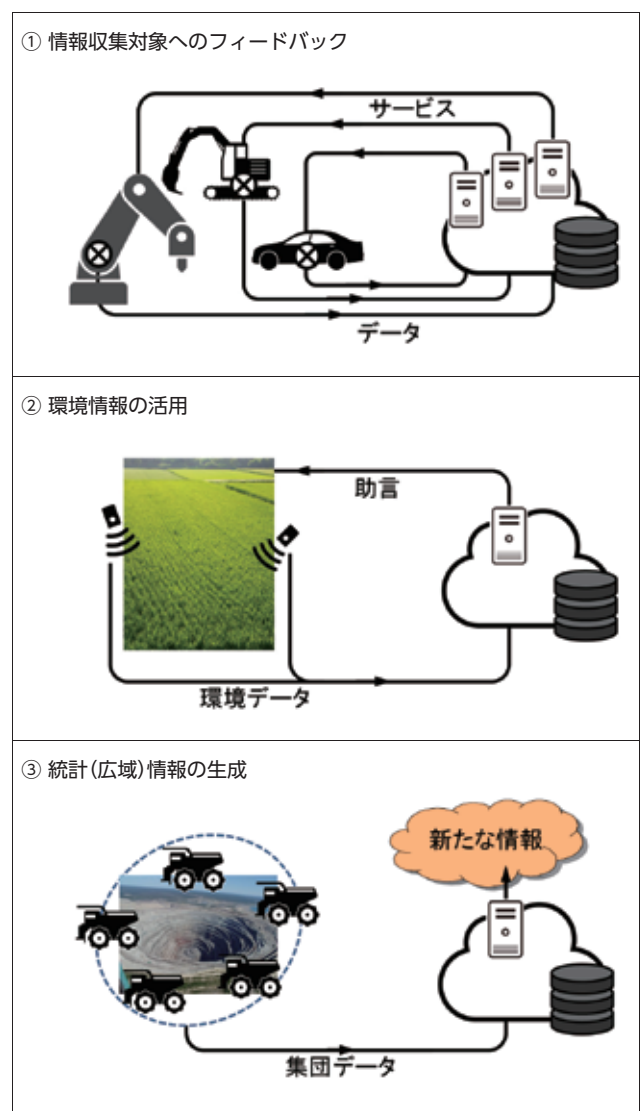 ① 情報収集対象へのフィードバック
サービス
データ
② 環境情報の活用
助言
環境データ
③ 統計(広域)情報の生成
新たな情報
集団データ